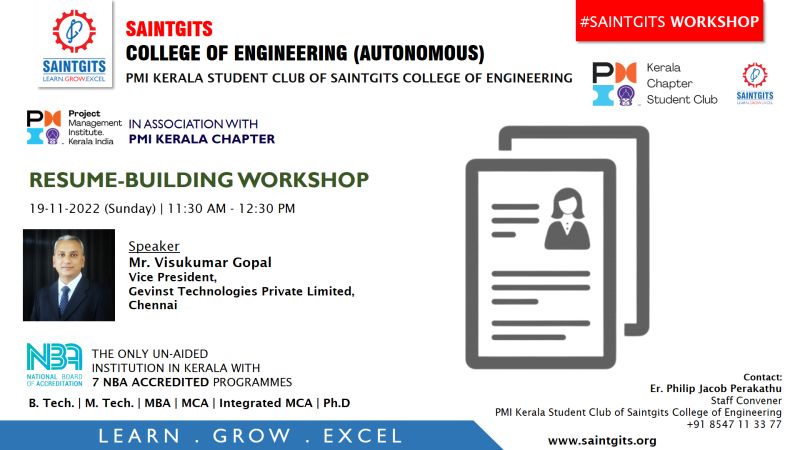 SAINTGITS
LEARN.GROW.EXCEL
SAINTGITS
COLLEGE OF ENGINEERING (AUTONOMOUS)
PMI KERALA STUDENT CLUB OF SAINTGITS COLLEGE OF ENGINEERING
#SAINTGITS WORKSHOP
Kerala
Chapter
Student Club
SAINTGITS
LEARN.GROW.EXCEL
Project
Management
Institute.
Kerala India
IN ASSOCIATION WITH
PMI KERALA CHAPTER
RESUME-BUILDING WORKSHOP
19-11-2022 (Sunday) | 11:30 AM - 12:30 PM
Speaker
Mr. Visukumar Gopal
Vice President,
Gevinst Technologies Private Limited,
Chennai
NBA
NATIONAL BOARD
OF ACCREDITATION
THE ONLY UN-AIDED
INSTITUTION IN KERALA WITH
7 NBA ACCREDITED PROGRAMMES
B. Tech. | M. Tech. | MBA | MCA | Integrated MCA | Ph.D
LEARN . GROW . EXCEL
Contact:
Er. Philip Jacob Perakathu
Staff Convener
PMI Kerala Student Club of Saintgits College of Engineering
+91 8547 11 33 77
www.saintgits.org